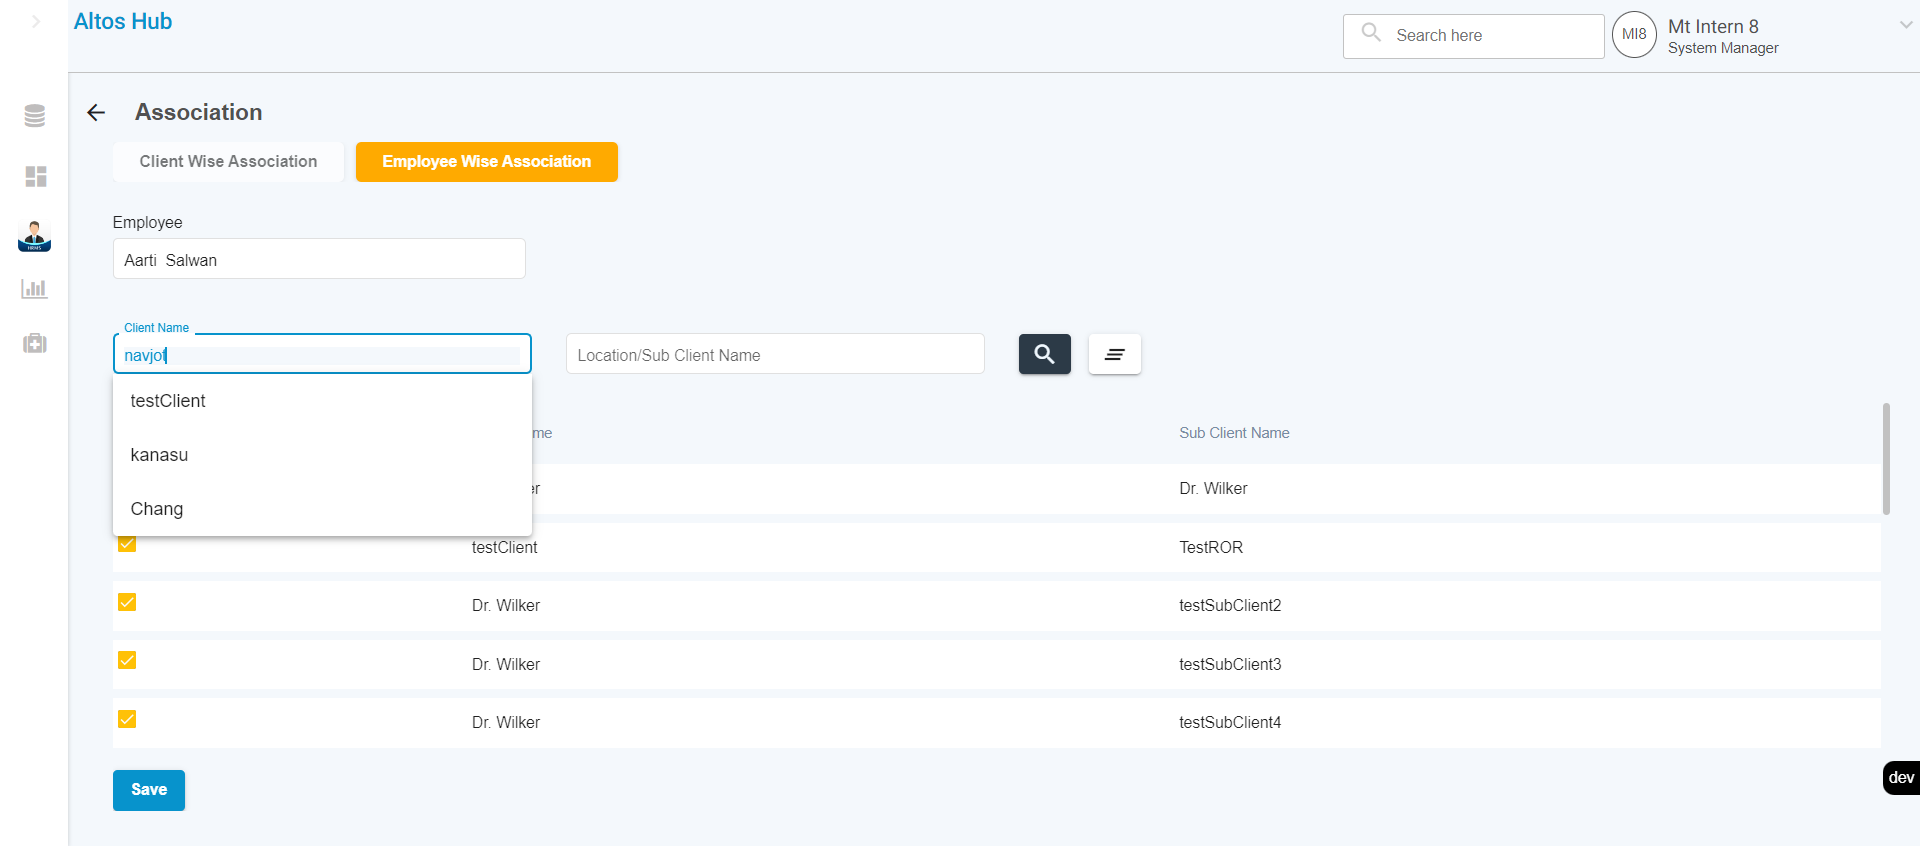 Altos Hub
Search here
MI8
Mt Intern 8
System Manager
Association
Client Wise Association
Employee Wise Association
Employee
Aarti  Salwan
Client Name
navjot
Location/Sub Client Name
testClient
kanasu
Chang
me
Sub Client Name
er
Dr. Wilker
testClient
TestROR
Dr. Wilker
testSubClient2
Dr. Wilker
testSubClient3
Dr. Wilker
testSubClient4
Save
dev
HRMS